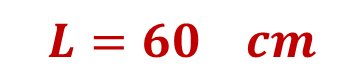 L = 60 cm